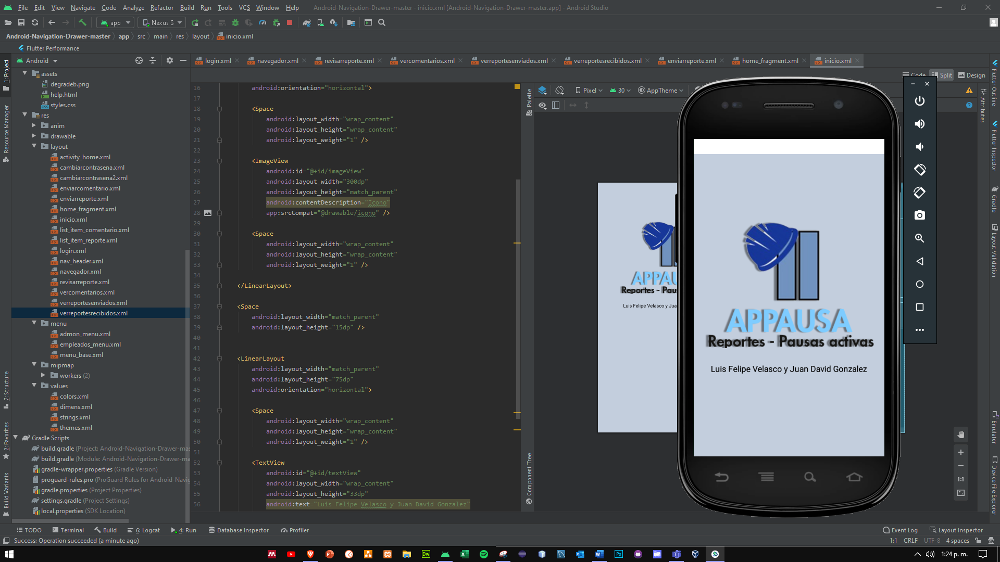 File Edit View Navigate Code Analyze Refactor Build Run Tools VCS Window Help Android-Navigation-Drawer-master - inicio.xml [Android-Navigation-Drawer-master.app] - Android Studio
app Nexus S
Android-Navigation-Drawer-master app src main res layout inicio.xml
Flutter Performance
Android
login.xml navegador.xml revisarreporte.xml vercomentarios.xml verreportesenviados.xml verreportesrecibidos.xml enviarreporte.xml home_fragment.xml inicio.xml
Code Split Design
1: Project
Resource Manager
7: Structure
2: Favorites
Build Variants
assets
degradeb.png
help.html
styles.css
res
anim
drawable
layout
activity_home.xml
cambiarcontrasena.xml
cambiarcontrasena2.xml
enviarcomentario.xml
enviarreporte.xml
home_fragment.xml
inicio.xml
list_item_comentario.xml
list_item_reporte.xml
login.xml
nav_header.xml
navegador.xml
revisarreporte.xml
vercomentarios.xml
verreportesenviados.xml
verreportesrecibidos.xml
menu
admon_menu.xml
empleados_menu.xml
menu_base.xml
mipmap
workers (2)
values
colors.xml
dimens.xml
strings.xml
themes.xml
Gradle Scripts
build.gradle (Project: Android-Navigation-Drawer-mas
build.gradle (Module: Android-Navigation-Drawer-ma
gradle-wrapper.properties (Gradle Version)
proguard-rules.pro (ProGuard Rules for Android-Navig
gradle.properties (Project Properties)
settings.gradle (Project Settings)
local.properties (SDK Location)
16 android:orientation="horizontal">
17
18 <Space
19 android:layout_width="wrap_content"
20 android:layout_height="wrap_content"
21 android:layout_weight="1" />
22
23 <ImageView
24 android:id="@+id/imageView"
25 android:layout_width="300dp"
26 android:layout_height="match_parent"
27 android:contentDescription="Icono"
28 app:srcCompat="@drawable/icono" />
29
30 <Space
31 android:layout_width="wrap_content"
32 android:layout_height="wrap_content"
33 android:layout_weight="1" />
34
35 </LinearLayout>
36
37 <Space
38 android:layout_width="match_parent"
39 android:layout_height="15dp" />
40
41
42 <LinearLayout
43 android:layout_width="match_parent"
44 android:layout_height="75dp"
45 android:orientation="horizontal">
46
47 <Space
48 android:layout_width="wrap_content"
49 android:layout_height="wrap_content"
50 android:layout_weight="1" />
51
52 <TextView
53 android:id="@+id/textView"
54 android:layout_width="wrap_content"
55 android:layout_height="33dp"
56 android:text="Luis Felipe Velasco y Juan David Gonzalez"
Palette
Component Tree
Pixel 30 AppTheme
APPAU
Reportes - Paus
Luis Felipe Velasco y Jua
APPAUSA
Reportes - Pausas activas
Luis Felipe Velasco y Juan David Gonzalez
1:1
Attributes
Flutter Outline
Flutter Inspector
Gradle
Layout Validation
Emulator
Device File Explorer
TODO Terminal Build 6: Logcat 4: Run Database Inspector Profiler Event Log Layout Inspector
Success: Operation succeeded (a minute ago) 1:1 CRLF UTF-8 4 spaces
Dw
1:24 p. m.